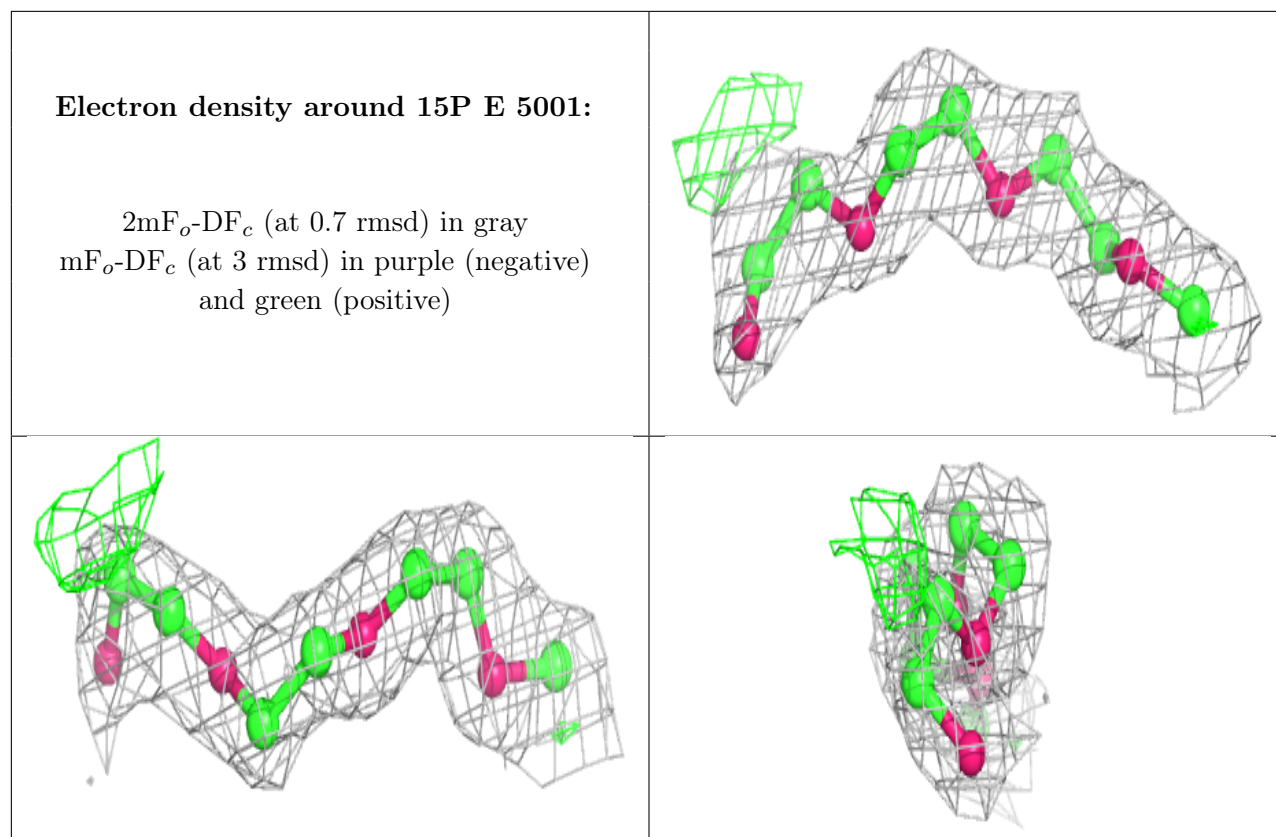 Electron density around 15P E 5001:
2mFo-DFc (at 0.7 rmsd) in gray
mFo-DFc (at 3 rmsd) in purple (negative)
and green (positive)